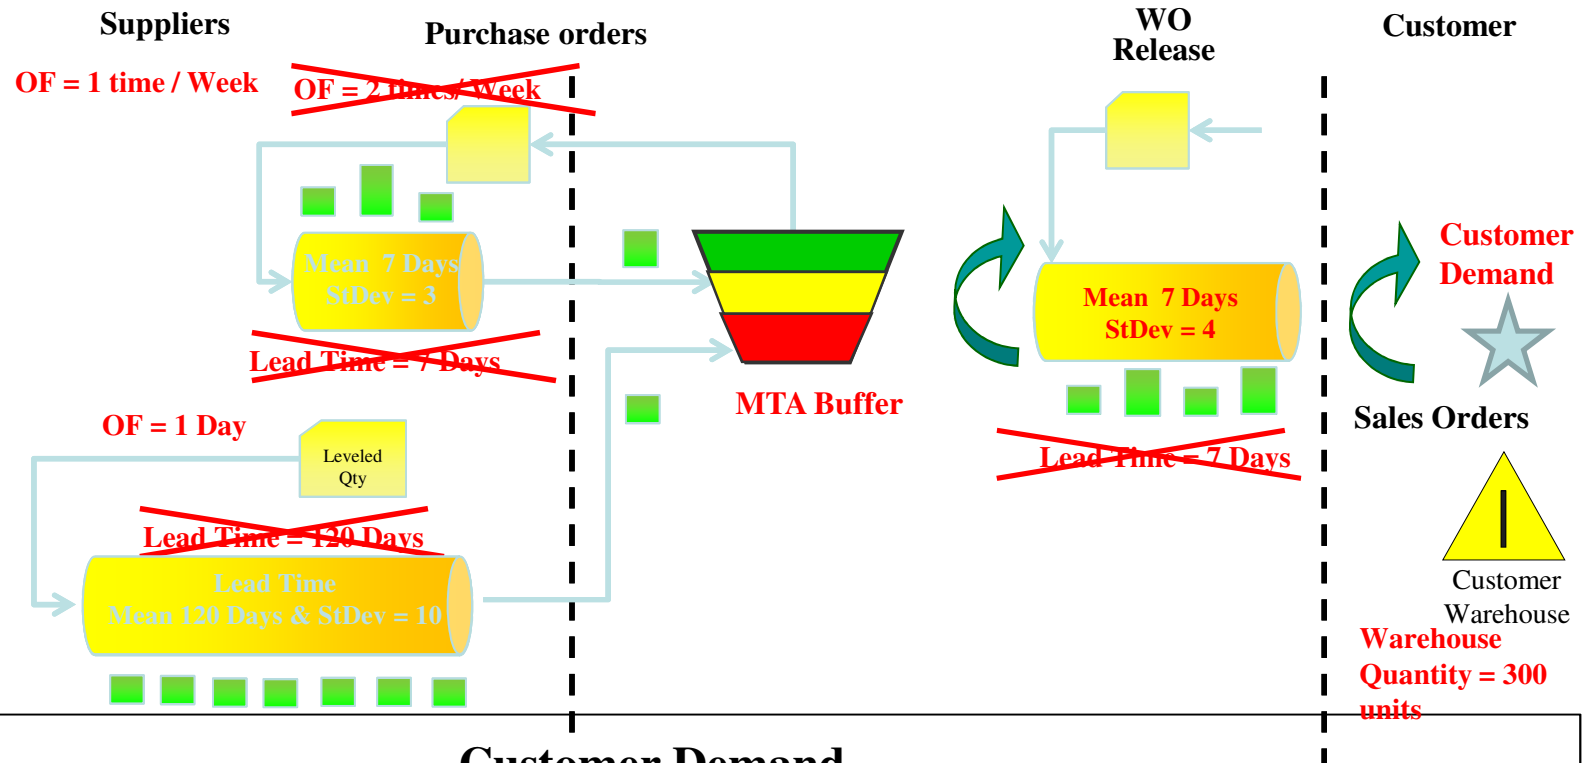 Suppliers
Purchase orders
WO
Release
Customer
OF = 1 time / Week
OF = 2 times/ Week
Mean  7 Days
StDev = 3
Lead Time = 7 Days
MTA Buffer
Mean  7 Days
StDev = 4
Lead Time = 7 Days
Customer
Demand
Sales Orders
OF = 1 Day
Leveled
Qty
Lead Time = 120 Days
Lead Time
Mean 120 Days & StDev = 10
I
Customer
Warehouse
Warehouse
Quantity = 300
units
Customer Demand